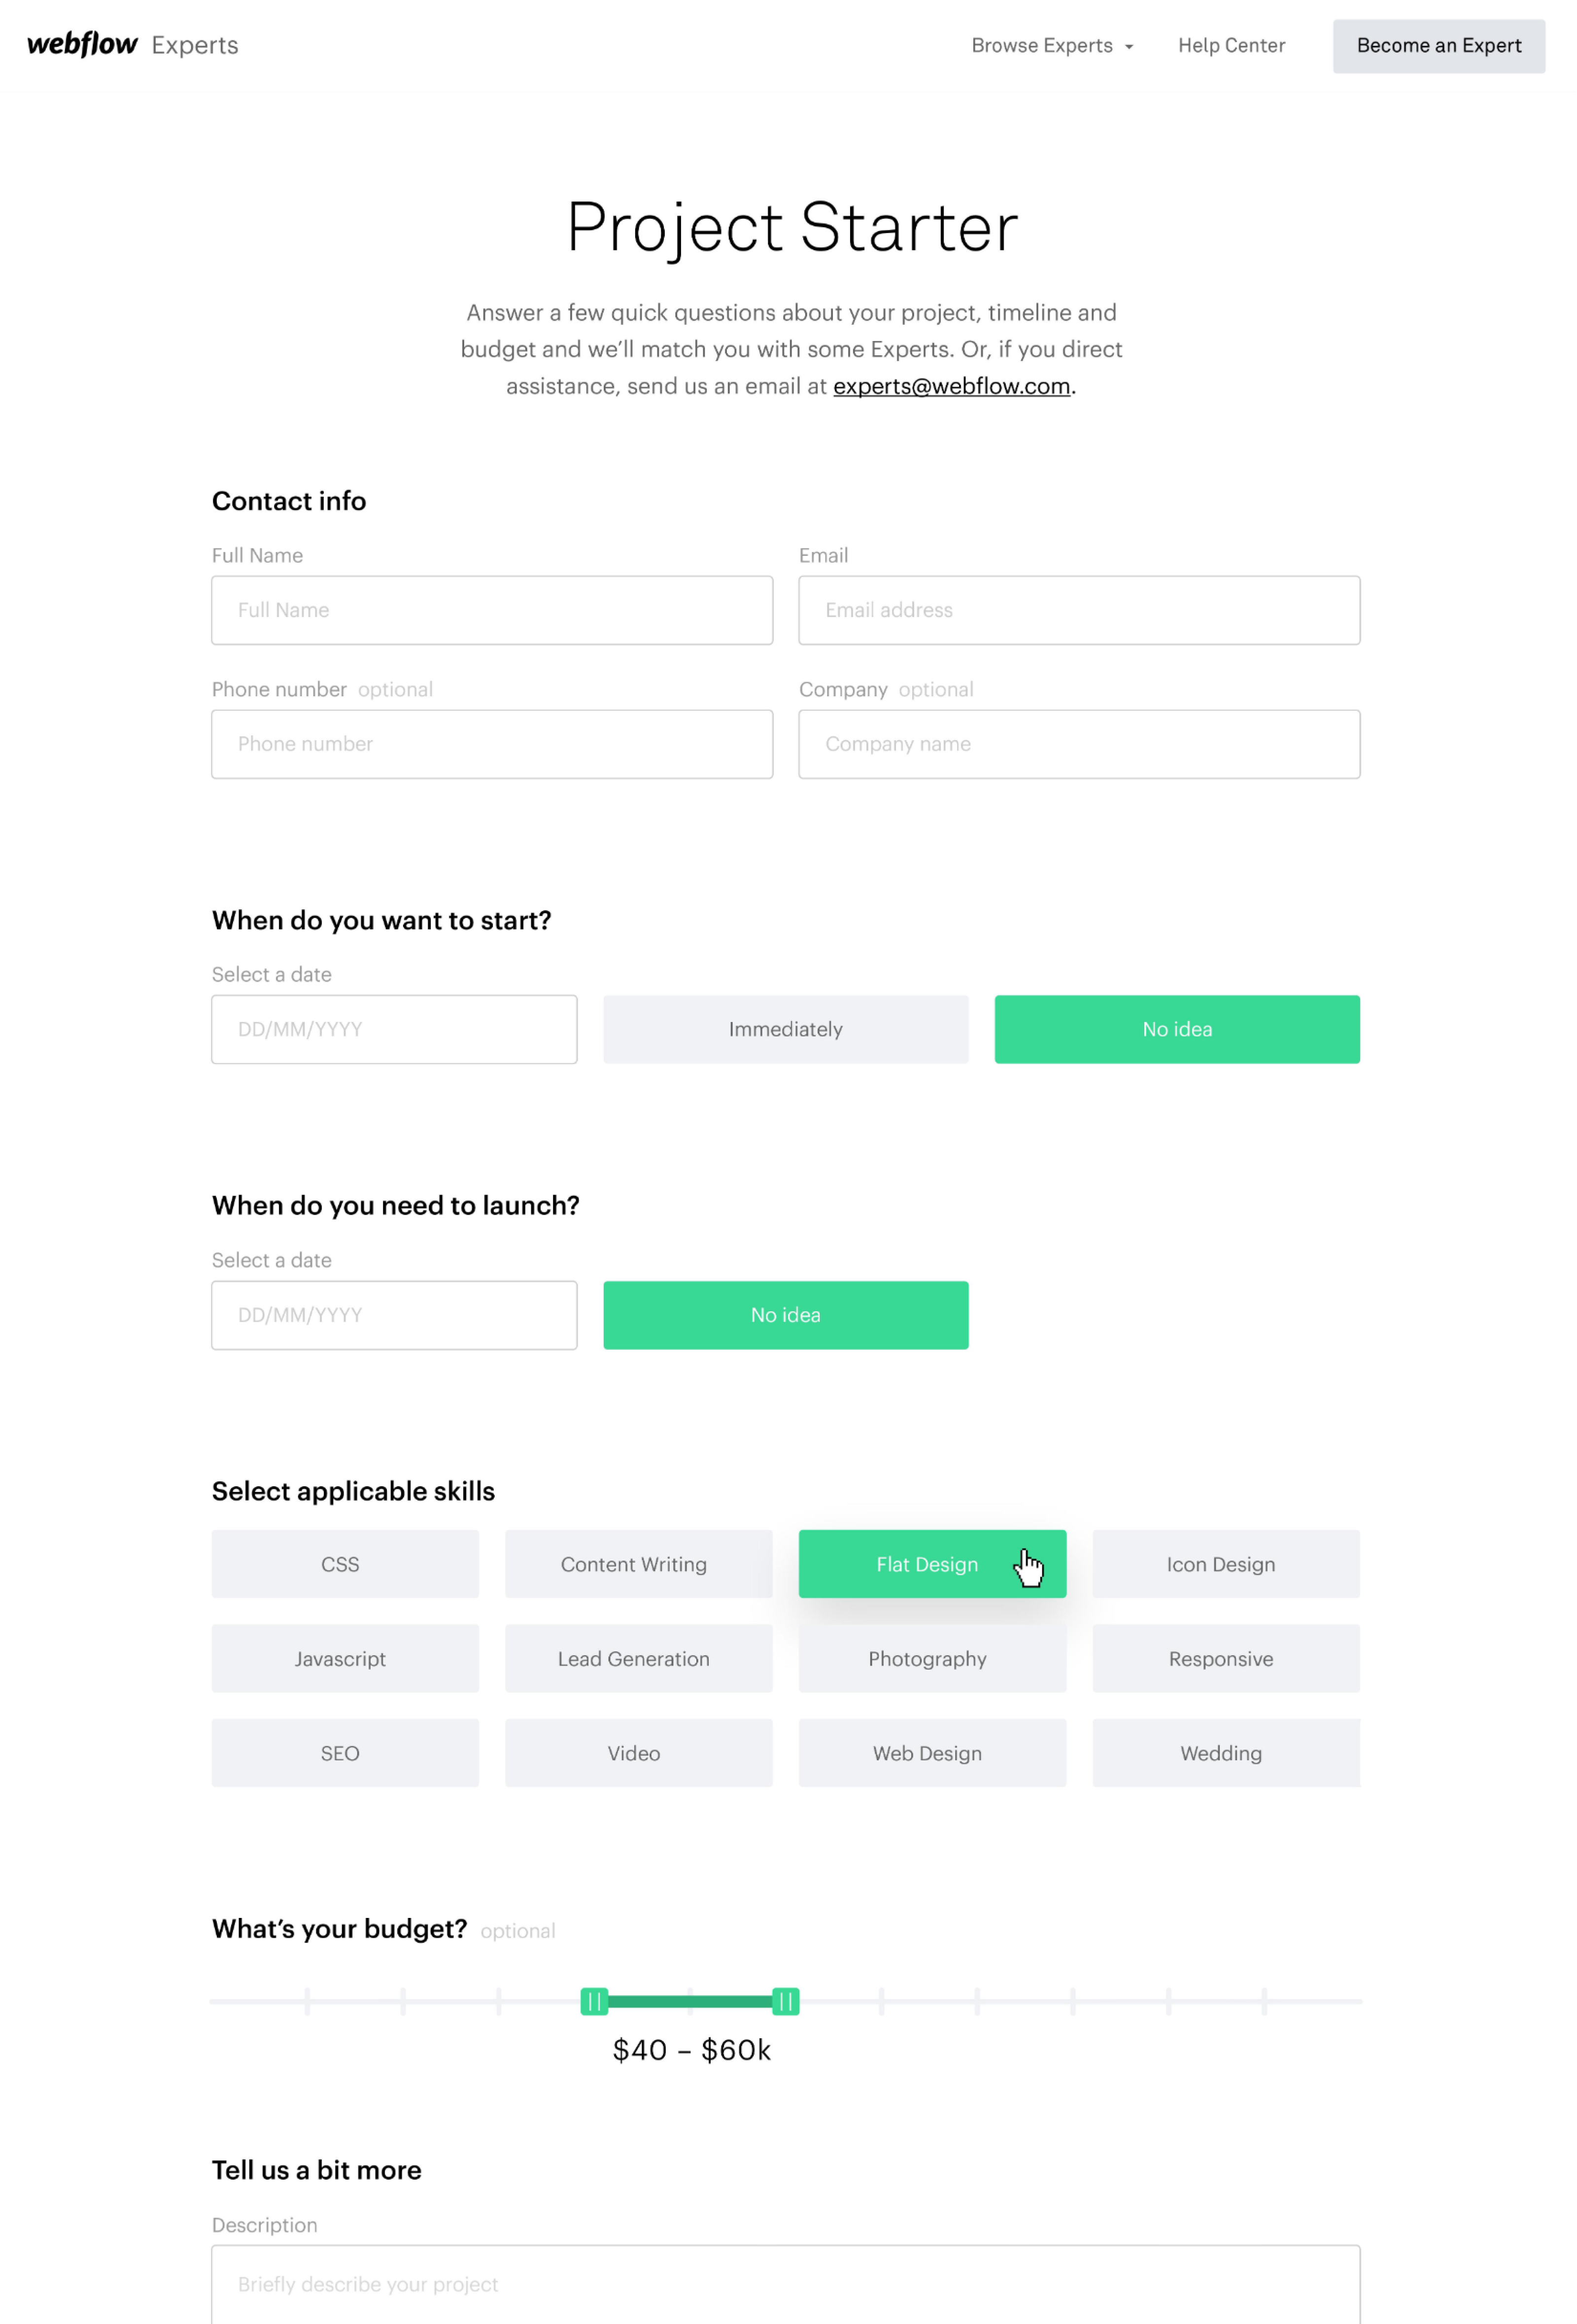 webflow Experts
Browse Experts
Help Center
Become an Expert
Project Starter
Answer a few quick questions about your project, timeline and
budget and we’ll match you with some Experts. Or, if you direct
assistance, send us an email at experts@webflow.com.
Contact info
Full Name
Email
Full Name
Email address
Phone number optional
Company optional
Phone number
Company name
When do you want to start?
Select a date
DD/MM/YYYY
Immediately
No idea
When do you need to launch?
Select a date
DD/MM/YYYY
No idea
Select applicable skills
CSS
Content Writing
Flat Design
Icon Design
Javascript
Lead Generation
Photography
Responsive
SEO
Video
Web Design
Wedding
What’s your budget? optional
$40 – $60k
Tell us a bit more
Description
Briefly describe your project